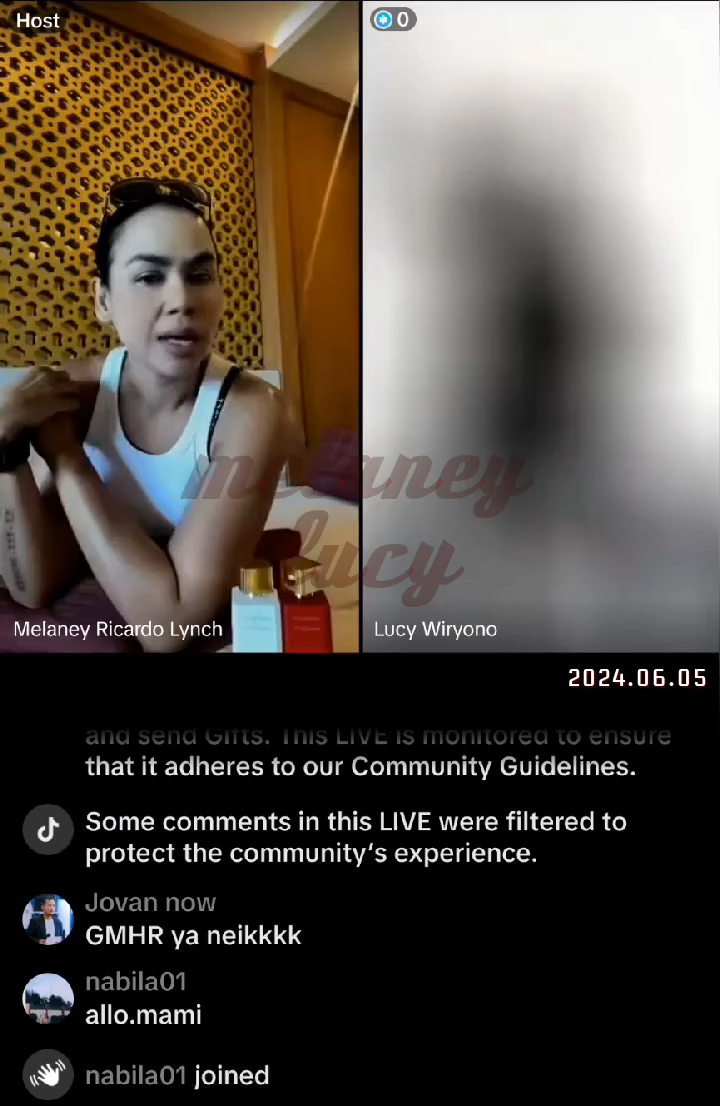 Host
0
melaney
lucy
Melaney Ricardo Lynch
Lucy Wiryono
2024.06.05
and send Gifts. This LIVE is monitored to ensure
that it adheres to our Community Guidelines.
Some comments in this LIVE were filtered to
protect the community's experience.
Jovan now
GMHR ya neikkkk
nabila01
allo.mami
nabila01 joined